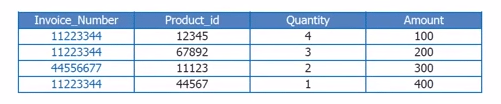 Invoice_Number Product_id Quantity Amount
11223344 12345 4 100
11223344 67892 3 200
44556677 11123 2 300
11223344 44567 1 400